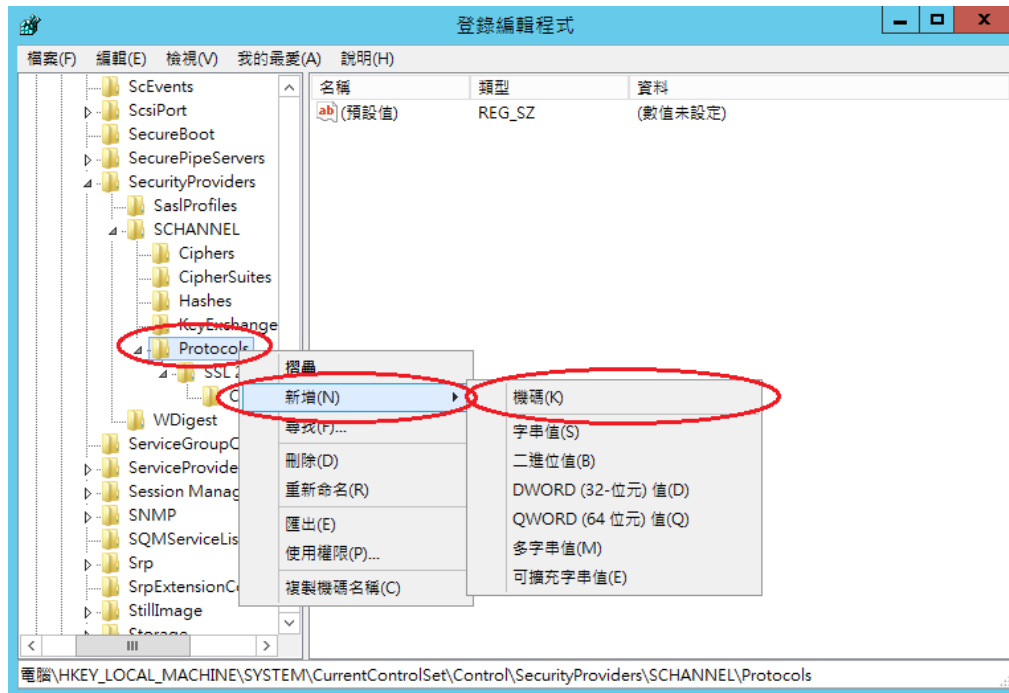 登錄編輯程式
檔案(F) 編輯(E) 檢視(V) 我的最愛(A) 說明(H)
名稱 類型 資料
ab (預設值) REG_SZ (數值未設定)
ScEvents
ScsiPort
SecureBoot
SecurePipeServers
SecurityProviders
SaslProfiles
SCHANNEL
Ciphers
CipherSuites
Hashes
KeyExchange
Protocols
SSL 2
C
WDigest
ServiceGroupC
ServiceProvide
Session Manag
SNMP
SQMServiceLis
Srp
SrpExtensionC
StillImage
Storage
摺疊
新增(N)
尋找(F)...
刪除(D)
重新命名(R)
匯出(E)
使用權限(P)...
複製機碼名稱(C)
機碼(K)
字串值(S)
二進位值(B)
DWORD (32-位元) 值(D)
QWORD (64 位元) 值(Q)
多字串值(M)
可擴充字串值(E)
電腦\HKEY_LOCAL_MACHINE\SYSTEM\CurrentControlSet\Control\SecurityProviders\SCHANNEL\Protocols